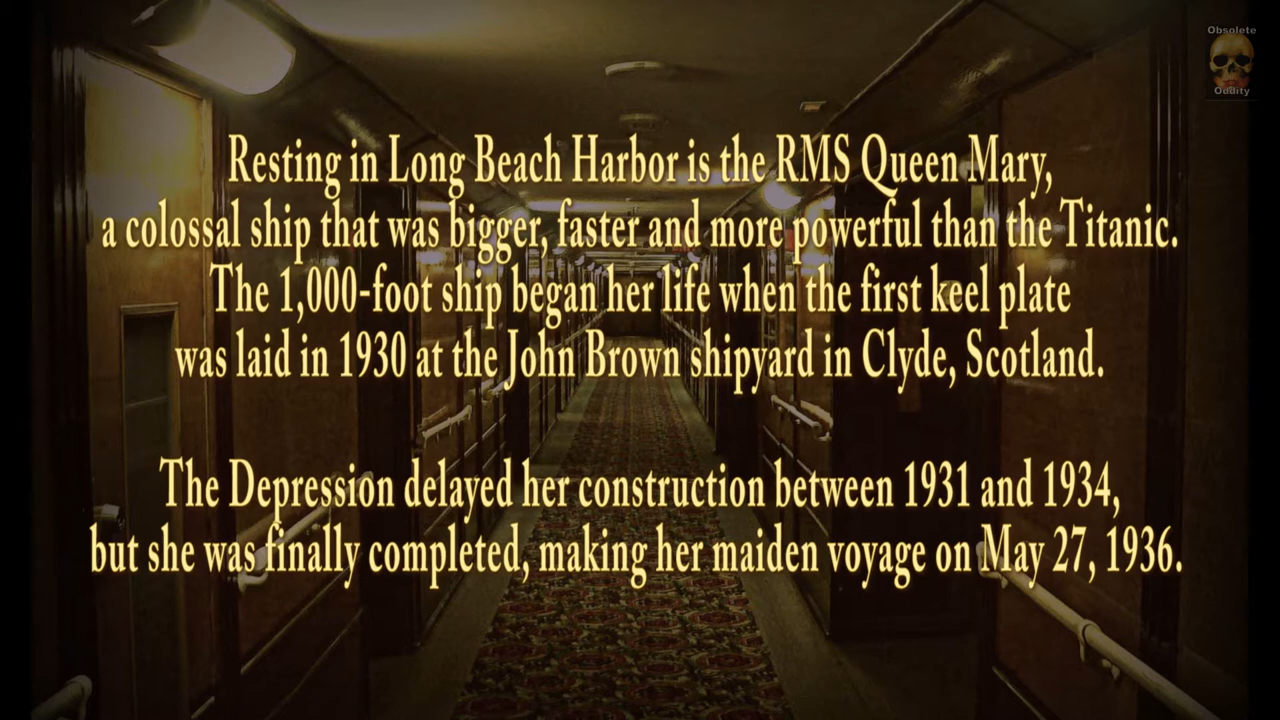 Obsolete
Oddity
Resting in Long Beach Harbor is the RMS Queen Mary,
a colossal ship that was bigger, faster and more powerful than the Titanic.
The 1,000-foot ship began her life when the first keel plate
was laid in 1930 at the John Brown shipyard in Clyde, Scotland.
The Depression delayed her construction between 1931 and 1934,
but she was finally completed, making her maiden voyage on May 27, 1936.